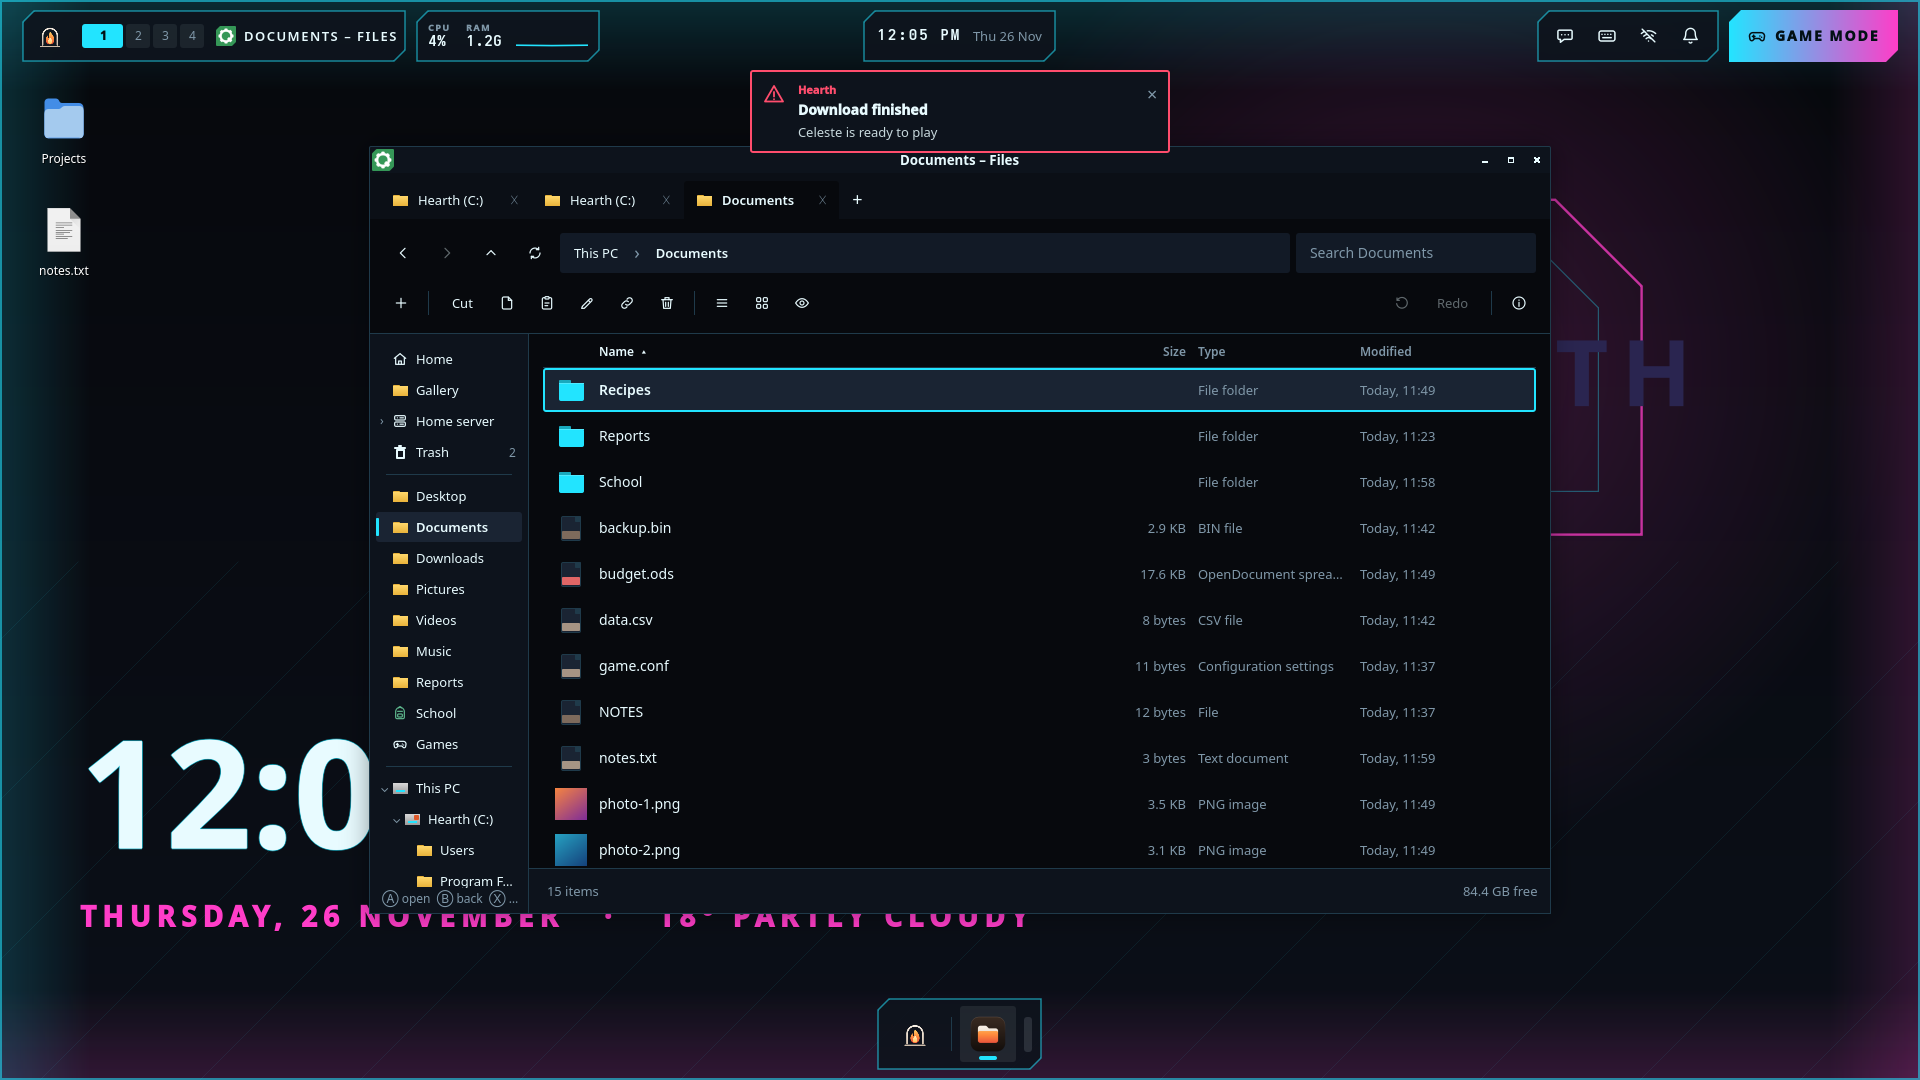 1 2 3 4 DOCUMENTS – FILES
CPU 4%
RAM 1.2G
12:05 PM Thu 26 Nov
GAME MODE
Hearth
Download finished
Celeste is ready to play
Projects
notes.txt
Documents – Files
Hearth (C:) X Hearth (C:) X Documents X +
This PC › Documents
Search Documents
Cut
Redo
Home
Gallery
Home server
Trash 2
Desktop
Documents
Downloads
Pictures
Videos
Music
Reports
School
Games
This PC
Hearth (C:)
Users
Program F...
A open B back X ...
Name Size Type Modified
Recipes File folder Today, 11:49
Reports File folder Today, 11:23
School File folder Today, 11:58
backup.bin 2.9 KB BIN file Today, 11:42
budget.ods 17.6 KB OpenDocument sprea... Today, 11:49
data.csv 8 bytes CSV file Today, 11:42
game.conf 11 bytes Configuration settings Today, 11:37
NOTES 12 bytes File Today, 11:37
notes.txt 3 bytes Text document Today, 11:59
photo-1.png 3.5 KB PNG image Today, 11:49
photo-2.png 3.1 KB PNG image Today, 11:49
15 items 84.4 GB free
TH
12:0
THURSDAY, 26 NOVEMBER · 18° PARTLY CLOUDY